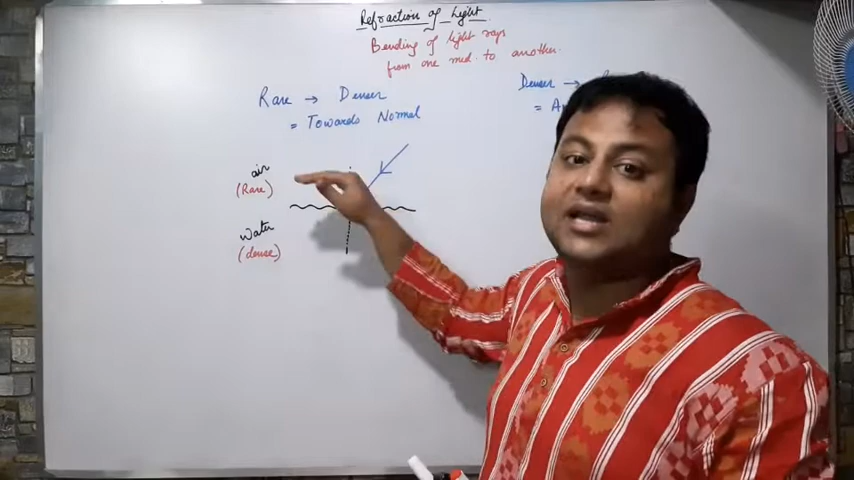 Refraction of Light
Bending of light rays
from one med. to another.
Rare → Denser
= Towards Normal
Denser →
=
air
(Rare)
water
(dense)